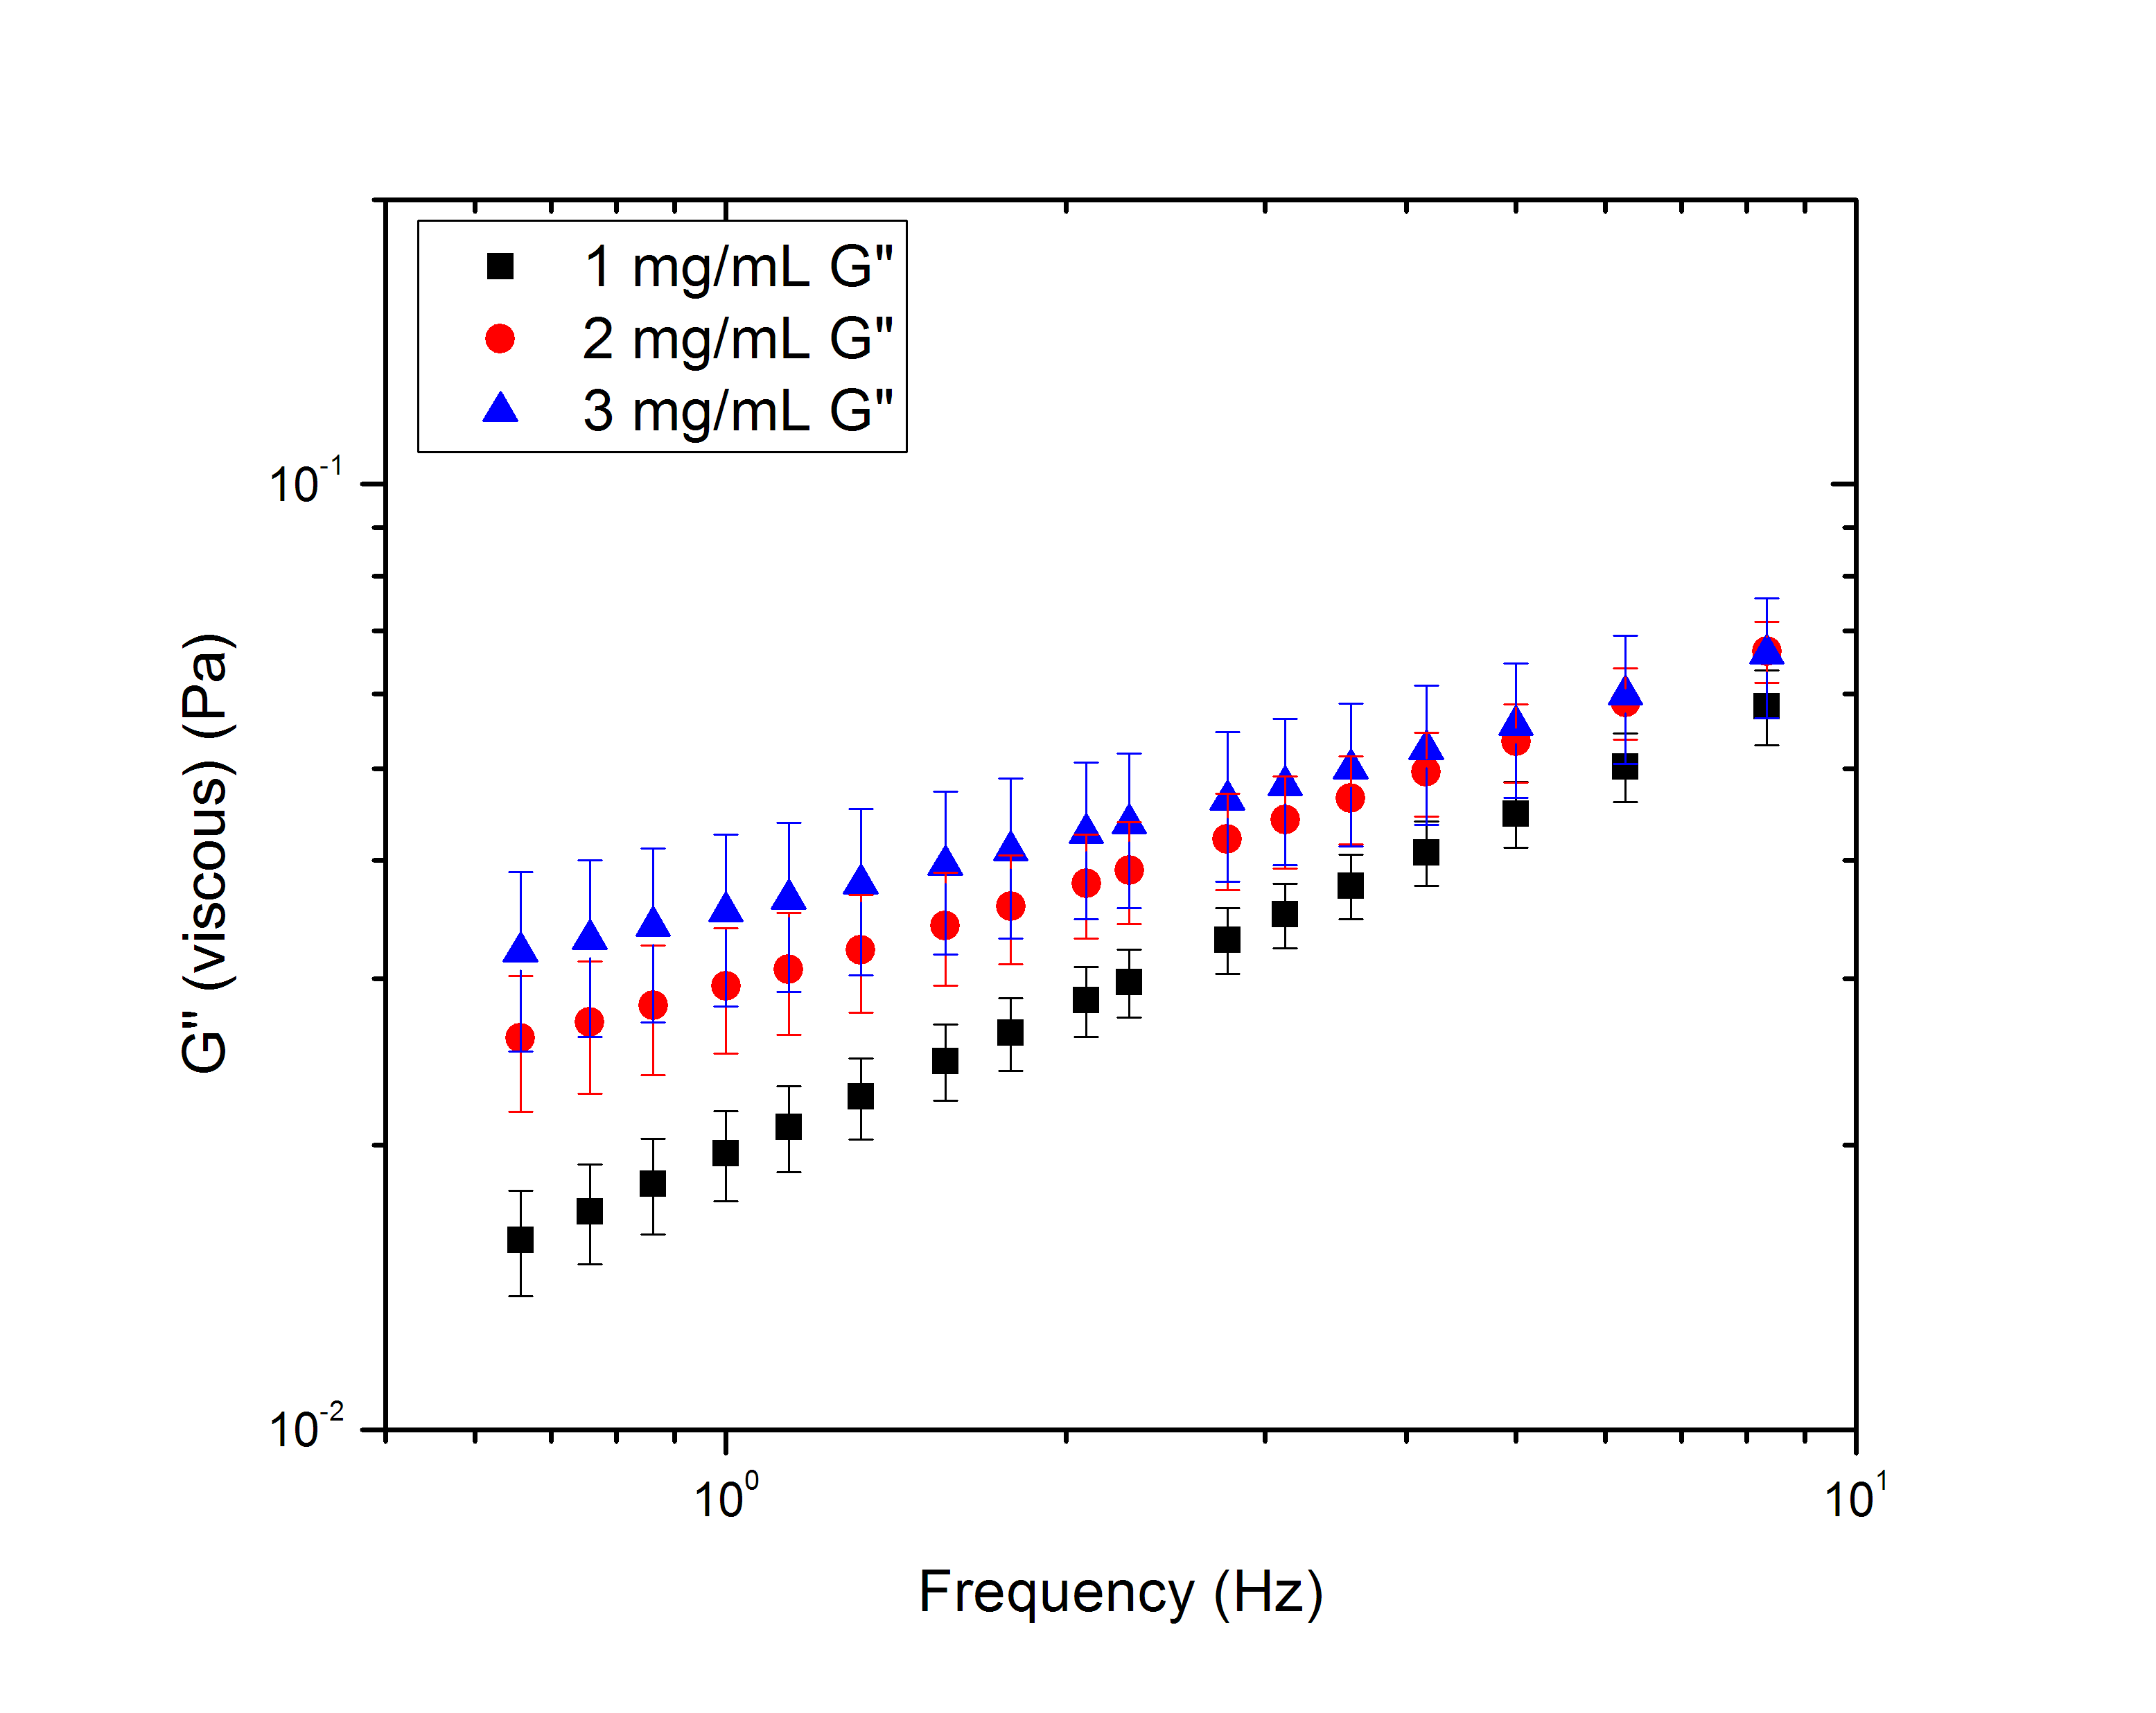 1 mg/mL G"
2 mg/mL G"
3 mg/mL G"
10⁻¹
10⁻²
G" (viscous) (Pa)
10⁰
10¹
Frequency (Hz)